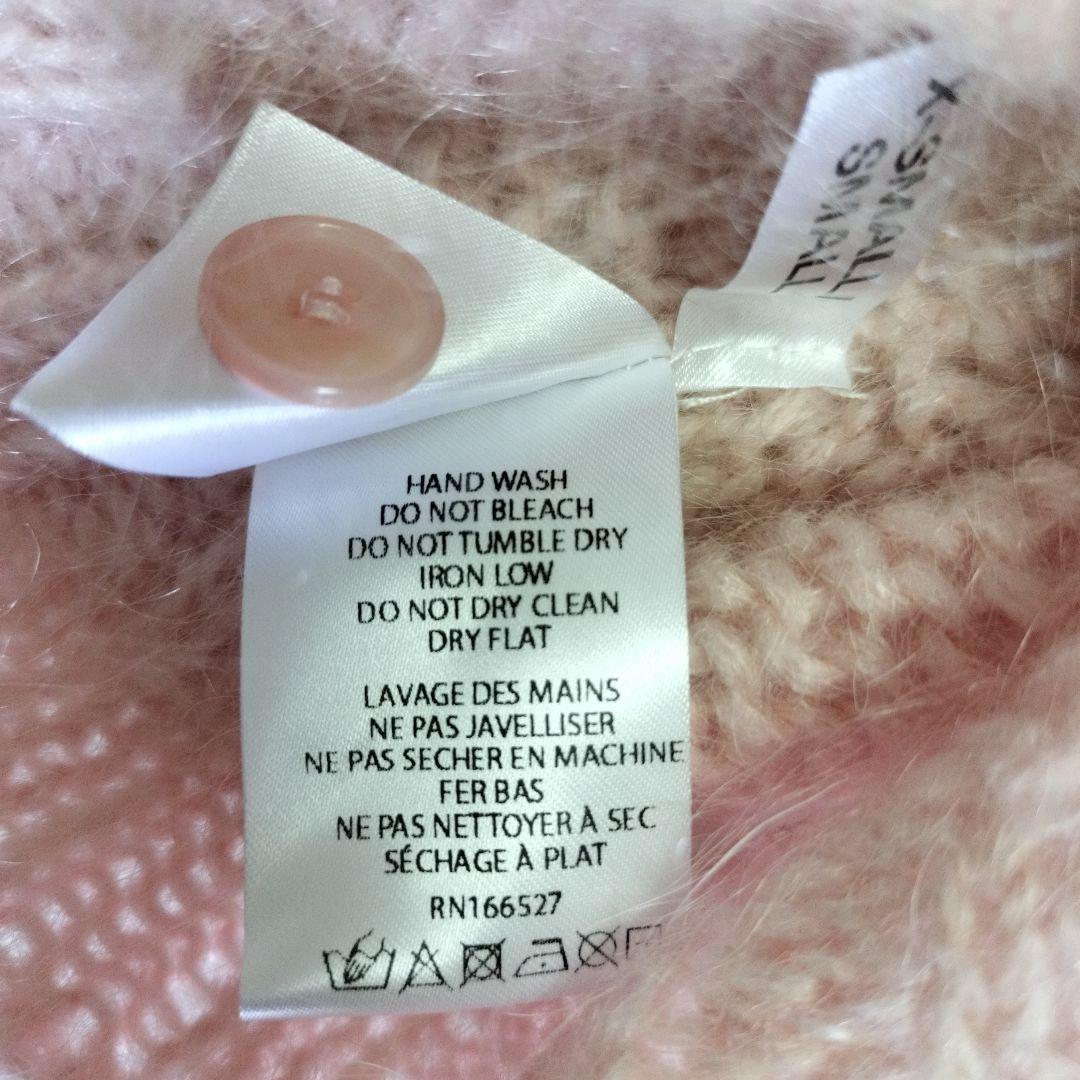 X-SMALL
SMALL
HAND WASH
DO NOT BLEACH
DO NOT TUMBLE DRY
IRON LOW
DO NOT DRY CLEAN
DRY FLAT
LAVAGE DES MAINS
NE PAS JAVELLISER
NE PAS SECHER EN MACHINE
FER BAS
NE PAS NETTOYER À SEC
SÉCHAGE À PLAT
RN166527